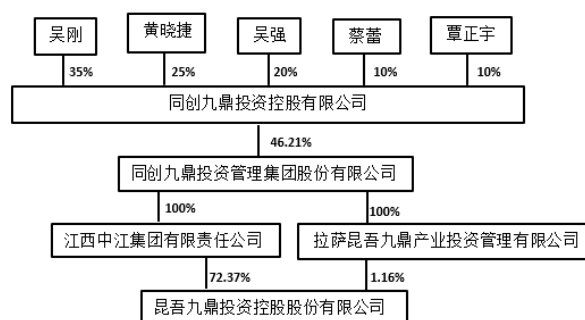 吴刚 黄晓捷 吴强 蔡蕾 覃正宇
35% 25% 20% 10% 10%
同创九鼎投资控股有限公司
46.21%
同创九鼎投资管理集团股份有限公司
100% 100%
江西中江集团有限责任公司 拉萨昆吾九鼎产业投资管理有限公司
72.37% 1.16%
昆吾九鼎投资控股股份有限公司